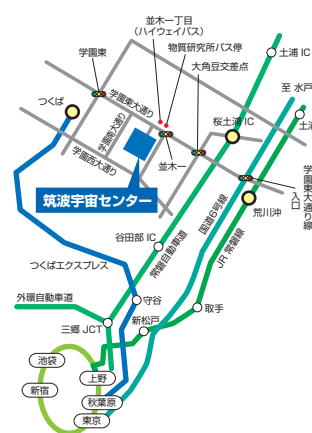 並木一丁目
(ハイウェイバス)
物質研究所バス停
土浦 IC
学園東
大角豆交差点
至 水戸
学園東大通り
つくば
桜土浦 IC
土浦
学園南大通り
並木一
学園西大通り
学園東大通り線
入口
筑波宇宙センター
荒川沖
国道6号線
谷田部 IC
常磐自動車道
JR 常磐線
つくばエクスプレス
外環自動車道
守谷
取手
新松戸
三郷 JCT
池袋
上野
新宿
秋葉原
東京